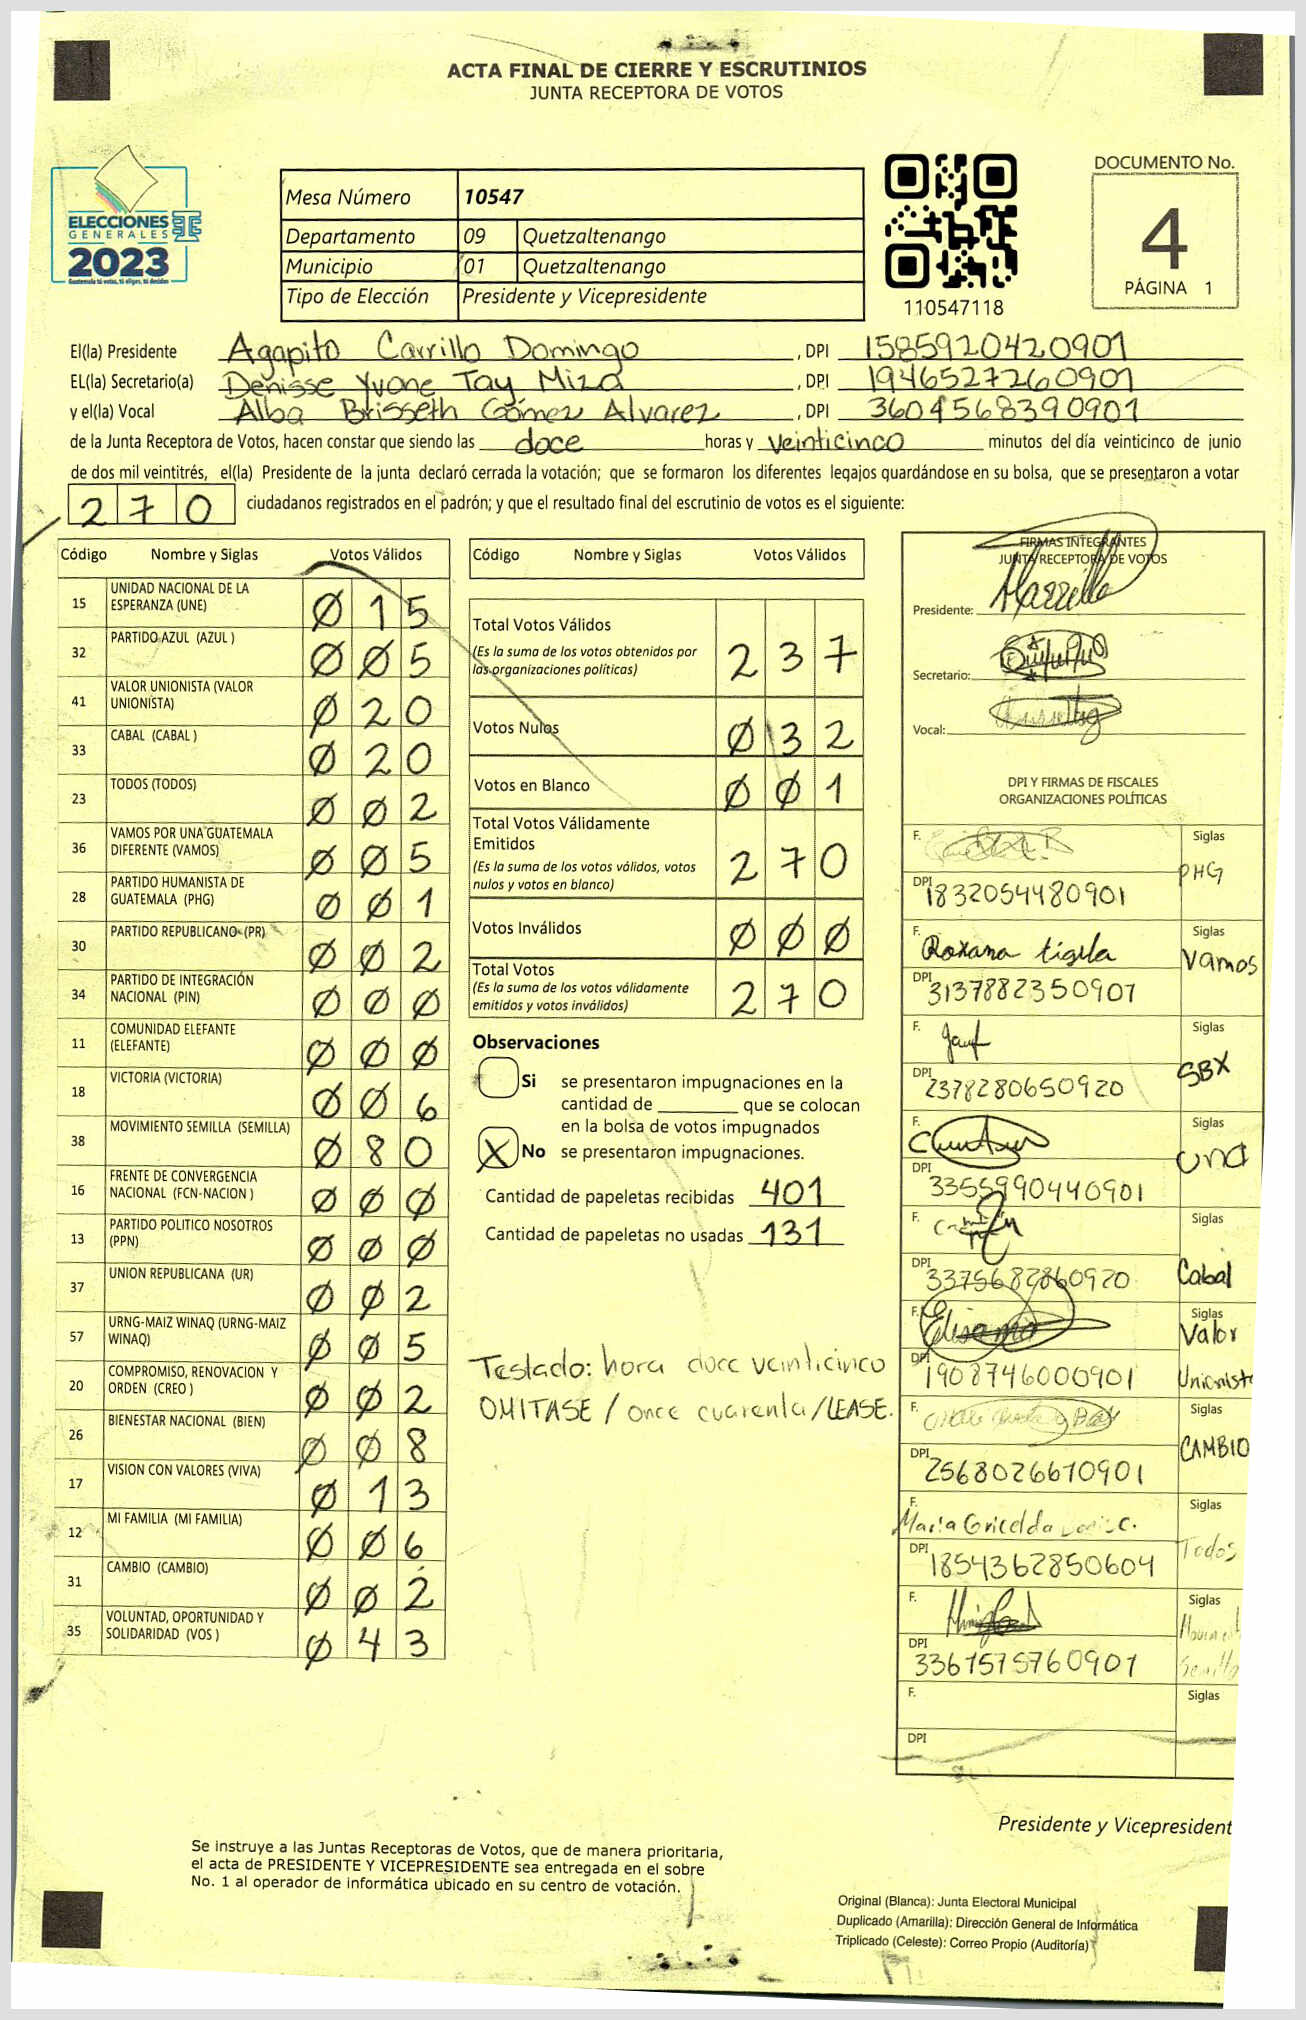 ACTA FINAL DE CIERRE Y ESCRUTINIOS
JUNTA RECEPTORA DE VOTOS
ELECCIONES
GENERALES
2023
Guatemala tú votas, tú eliges, tú decides
Mesa Número 10547
Departamento 09 Quetzaltenango
Municipio 01 Quetzaltenango
Tipo de Elección Presidente y Vicepresidente
110547118
DOCUMENTO No.
4
PÁGINA 1
El(la) Presidente Agapito Carrillo Domingo , DPI 1585920420901
EL(la) Secretario(a) Denisse Yvone Tay Miza , DPI 1946527260901
y el(la) Vocal Alba Brisseth Gómez Alvarez , DPI 3604568390901
de la Junta Receptora de Votos, hacen constar que siendo las doce horas y veinticinco minutos del día veinticinco de junio
de dos mil veintitrés, el(la) Presidente de la junta declaró cerrada la votación; que se formaron los diferentes legajos guardándose en su bolsa, que se presentaron a votar
270 ciudadanos registrados en el padrón; y que el resultado final del escrutinio de votos es el siguiente:
Código Nombre y Siglas Votos Válidos
15 UNIDAD NACIONAL DE LA
ESPERANZA (UNE) Ø15
32 PARTIDO AZUL (AZUL ) ØØ5
41 VALOR UNIONISTA (VALOR
UNIONISTA) Ø20
33 CABAL (CABAL ) Ø20
23 TODOS (TODOS) ØØ2
36 VAMOS POR UNA GUATEMALA
DIFERENTE (VAMOS) ØØ5
28 PARTIDO HUMANISTA DE
GUATEMALA (PHG) ØØ1
30 PARTIDO REPUBLICANO (PR) ØØ2
34 PARTIDO DE INTEGRACIÓN
NACIONAL (PIN) ØØØ
11 COMUNIDAD ELEFANTE
(ELEFANTE) ØØØ
18 VICTORIA (VICTORIA) ØØ6
38 MOVIMIENTO SEMILLA (SEMILLA) Ø80
16 FRENTE DE CONVERGENCIA
NACIONAL (FCN-NACION ) ØØØ
13 PARTIDO POLITICO NOSOTROS
(PPN) ØØØ
37 UNION REPUBLICANA (UR) ØØ2
57 URNG-MAIZ WINAQ (URNG-MAIZ
WINAQ) ØØ5
20 COMPROMISO, RENOVACION Y
ORDEN (CREO ) ØØ2
26 BIENESTAR NACIONAL (BIEN) ØØ8
17 VISION CON VALORES (VIVA) Ø13
12 MI FAMILIA (MI FAMILIA) ØØ6
31 CAMBIO (CAMBIO) ØØ2
35 VOLUNTAD, OPORTUNIDAD Y
SOLIDARIDAD (VOS ) Ø43
Código Nombre y Siglas Votos Válidos
Total Votos Válidos
(Es la suma de los votos obtenidos por
las organizaciones políticas) 237
Votos Nulos Ø32
Votos en Blanco ØØ1
Total Votos Válidamente
Emitidos
(Es la suma de los votos válidos, votos
nulos y votos en blanco) 270
Votos Inválidos ØØØ
Total Votos
(Es la suma de los votos válidamente
emitidos y votos inválidos) 270
Observaciones
Si se presentaron impugnaciones en la
cantidad de ________ que se colocan
en la bolsa de votos impugnados
X No se presentaron impugnaciones.
Cantidad de papeletas recibidas 401
Cantidad de papeletas no usadas 131
Testado: hora doce veinticinco
OMITASE / once cuarenta/LEASE.
FIRMAS INTEGRANTES
JUNTA RECEPTORA DE VOTOS
Presidente:
Secretario:
Vocal:
DPI Y FIRMAS DE FISCALES
ORGANIZACIONES POLÍTICAS
F. Siglas
PHG
DPI 1832054480901
F. Roxana tigila Siglas
Vamos
DPI 3137882350901
F. Siglas
SBX
DPI 2378280650920
F. Siglas
una
DPI 3355990440901
F. Siglas
DPI 3375682860920 Cabal
F. Siglas
Valor
DPI 1908746000901 Unionista
F. Siglas
CAMBIO
DPI 2568026610901
F. Maria Gricelda Siglas
Todos
DPI 1854362850604
F. Siglas
DPI 3361575760901 Semilla
F. Siglas
DPI
Presidente y Vicepresident
Se instruye a las Juntas Receptoras de Votos, que de manera prioritaria,
el acta de PRESIDENTE Y VICEPRESIDENTE sea entregada en el sobre
No. 1 al operador de informática ubicado en su centro de votación.
Original (Blanca): Junta Electoral Municipal
Duplicado (Amarilla): Dirección General de Informática
Triplicado (Celeste): Correo Propio (Auditoría)